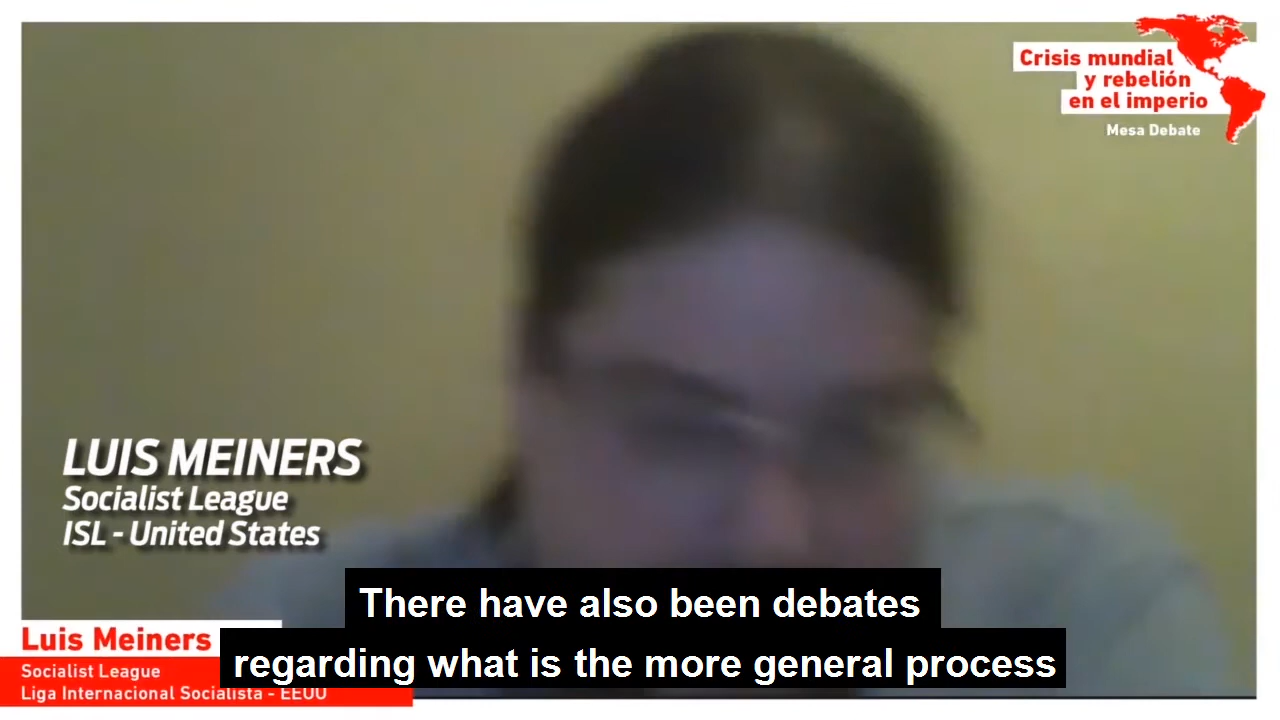 Crisis mundial
y rebelión
en el imperio
Mesa Debate
LUIS MEINERS
Socialist League
ISL - United States
There have also been debates
regarding what is the more general process
Luis Meiners
Socialist League
Liga Internacional Socialista - EEUU